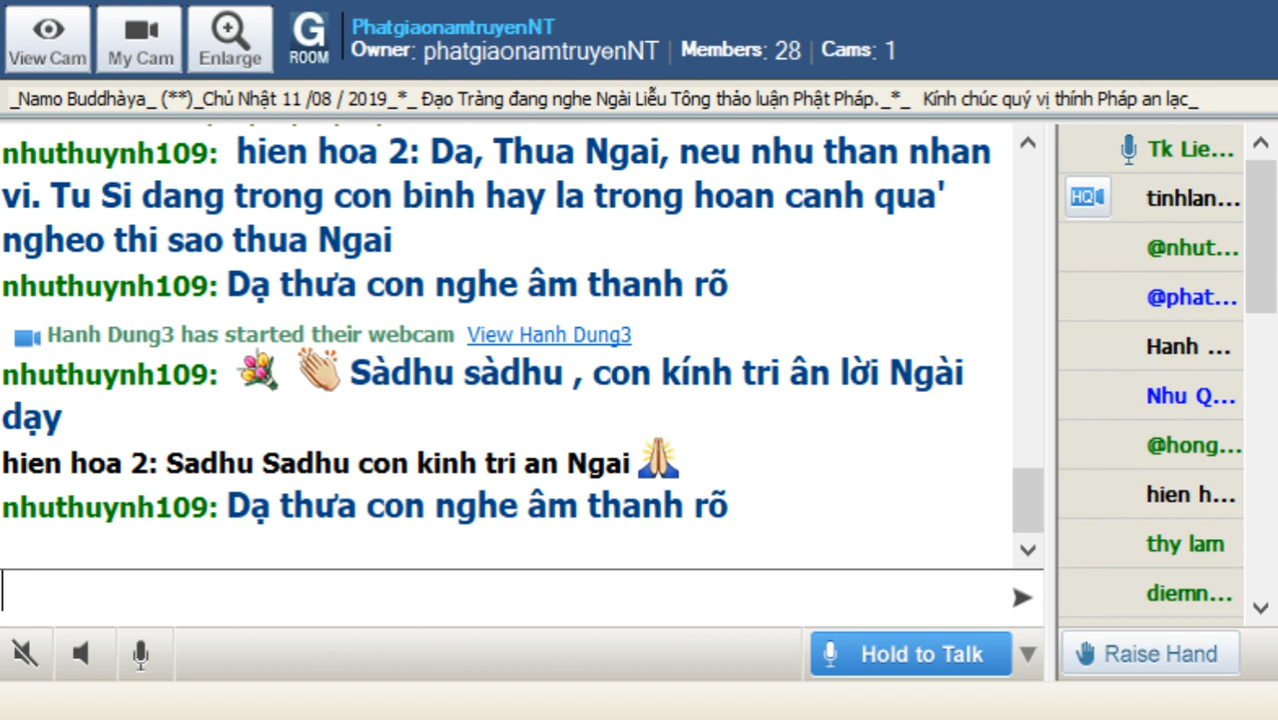 PhatgiaonamtruyenNT
View Cam My Cam Enlarge G ROOM Owner: phatgiaonamtruyenNT | Members: 28 | Cams: 1
_Namo Buddhàya_ (**)_Chủ Nhật 11 /08 / 2019_*_ Đạo Tràng đang nghe Ngài Liễu Tông thảo luận Phật Pháp._*_ Kính chúc quý vị thính Pháp an lạc_
nhuthuynh109: hien hoa 2: Da, Thua Ngai, neu nhu than nhan
vi. Tu Si dang trong con binh hay la trong hoan canh qua'
ngheo thi sao thua Ngai
nhuthuynh109: Dạ thưa con nghe âm thanh rõ
Hanh Dung3 has started their webcam View Hanh Dung3
nhuthuynh109: Sàdhu sàdhu , con kính tri ân lời Ngài
dạy
hien hoa 2: Sadhu Sadhu con kinh tri an Ngai
nhuthuynh109: Dạ thưa con nghe âm thanh rõ
Tk Lie...
HQ tinhlan...
@nhut...
@phat...
Hanh ...
Nhu Q...
@hong...
hien h...
thy lam
diemn...
Hold to Talk
Raise Hand